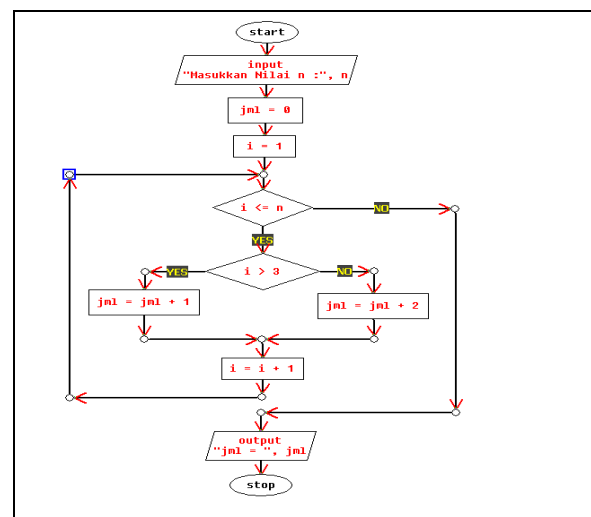 start
input
"Masukkan Nilai n :", n
jml = 0
i = 1
i <= n
NO
YES
i > 3
YES
NO
jml = jml + 1
jml = jml + 2
i = i + 1
output
"jml = ", jml
stop